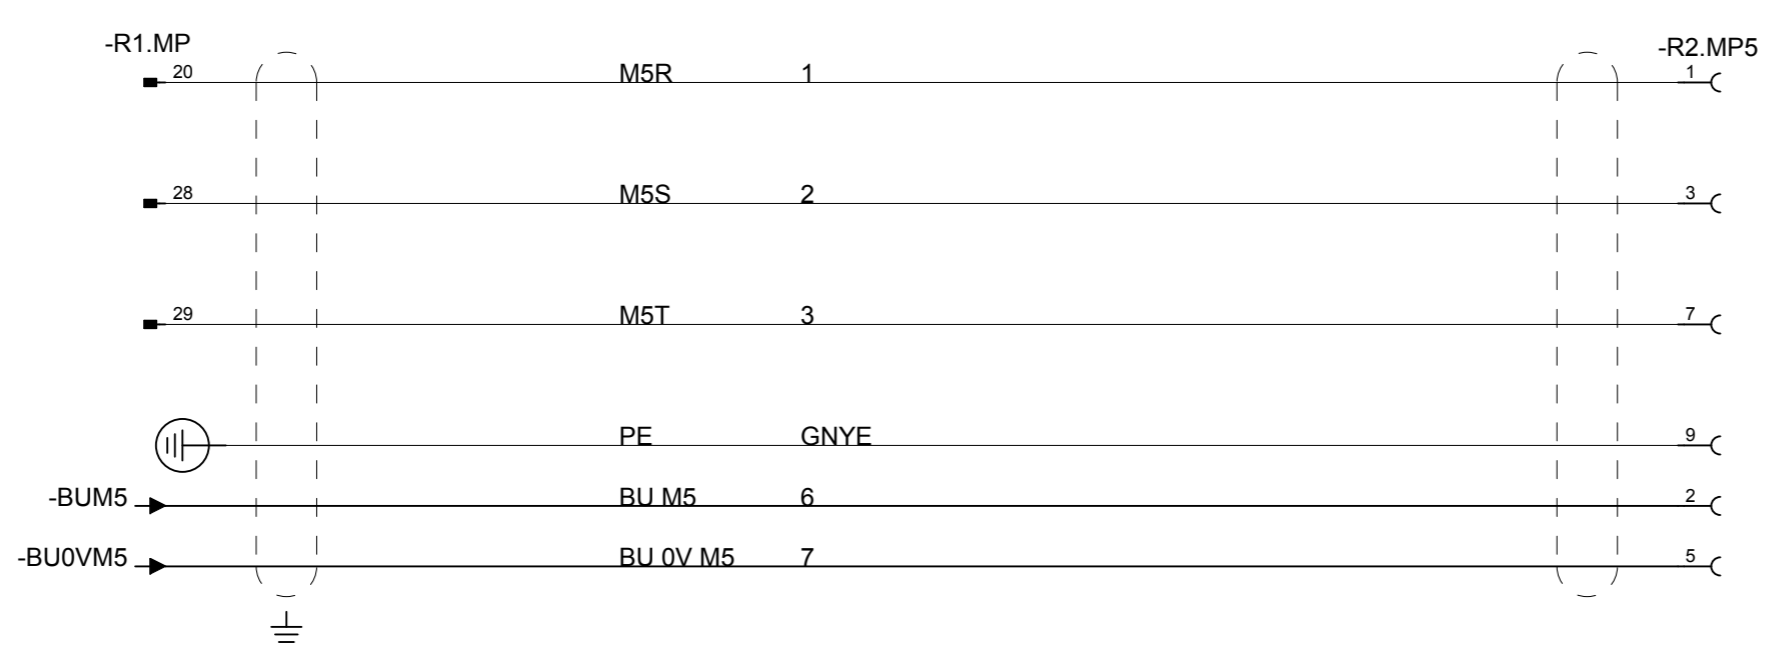 -R1.MP
-R2.MP5
20 M5R 1 1
28 M5S 2 3
29 M5T 3 7
PE GNYE 9
-BUM5 BU M5 6 2
-BU0VM5 BU 0V M5 7 5